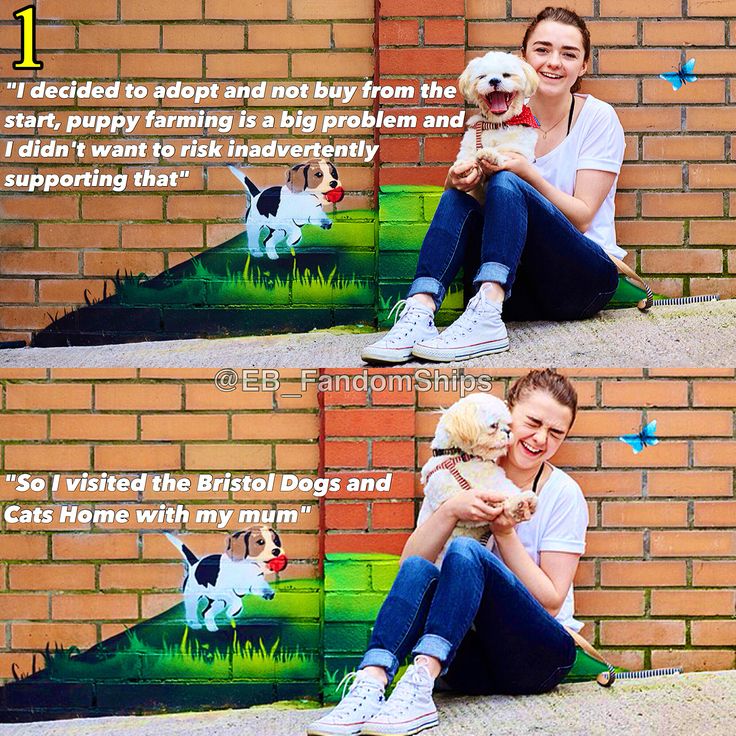 1
"I decided to adopt and not buy from the
start, puppy farming is a big problem and
I didn't want to risk inadvertently
supporting that"
@EB_FandomShips
"So I visited the Bristol Dogs and
Cats Home with my mum"